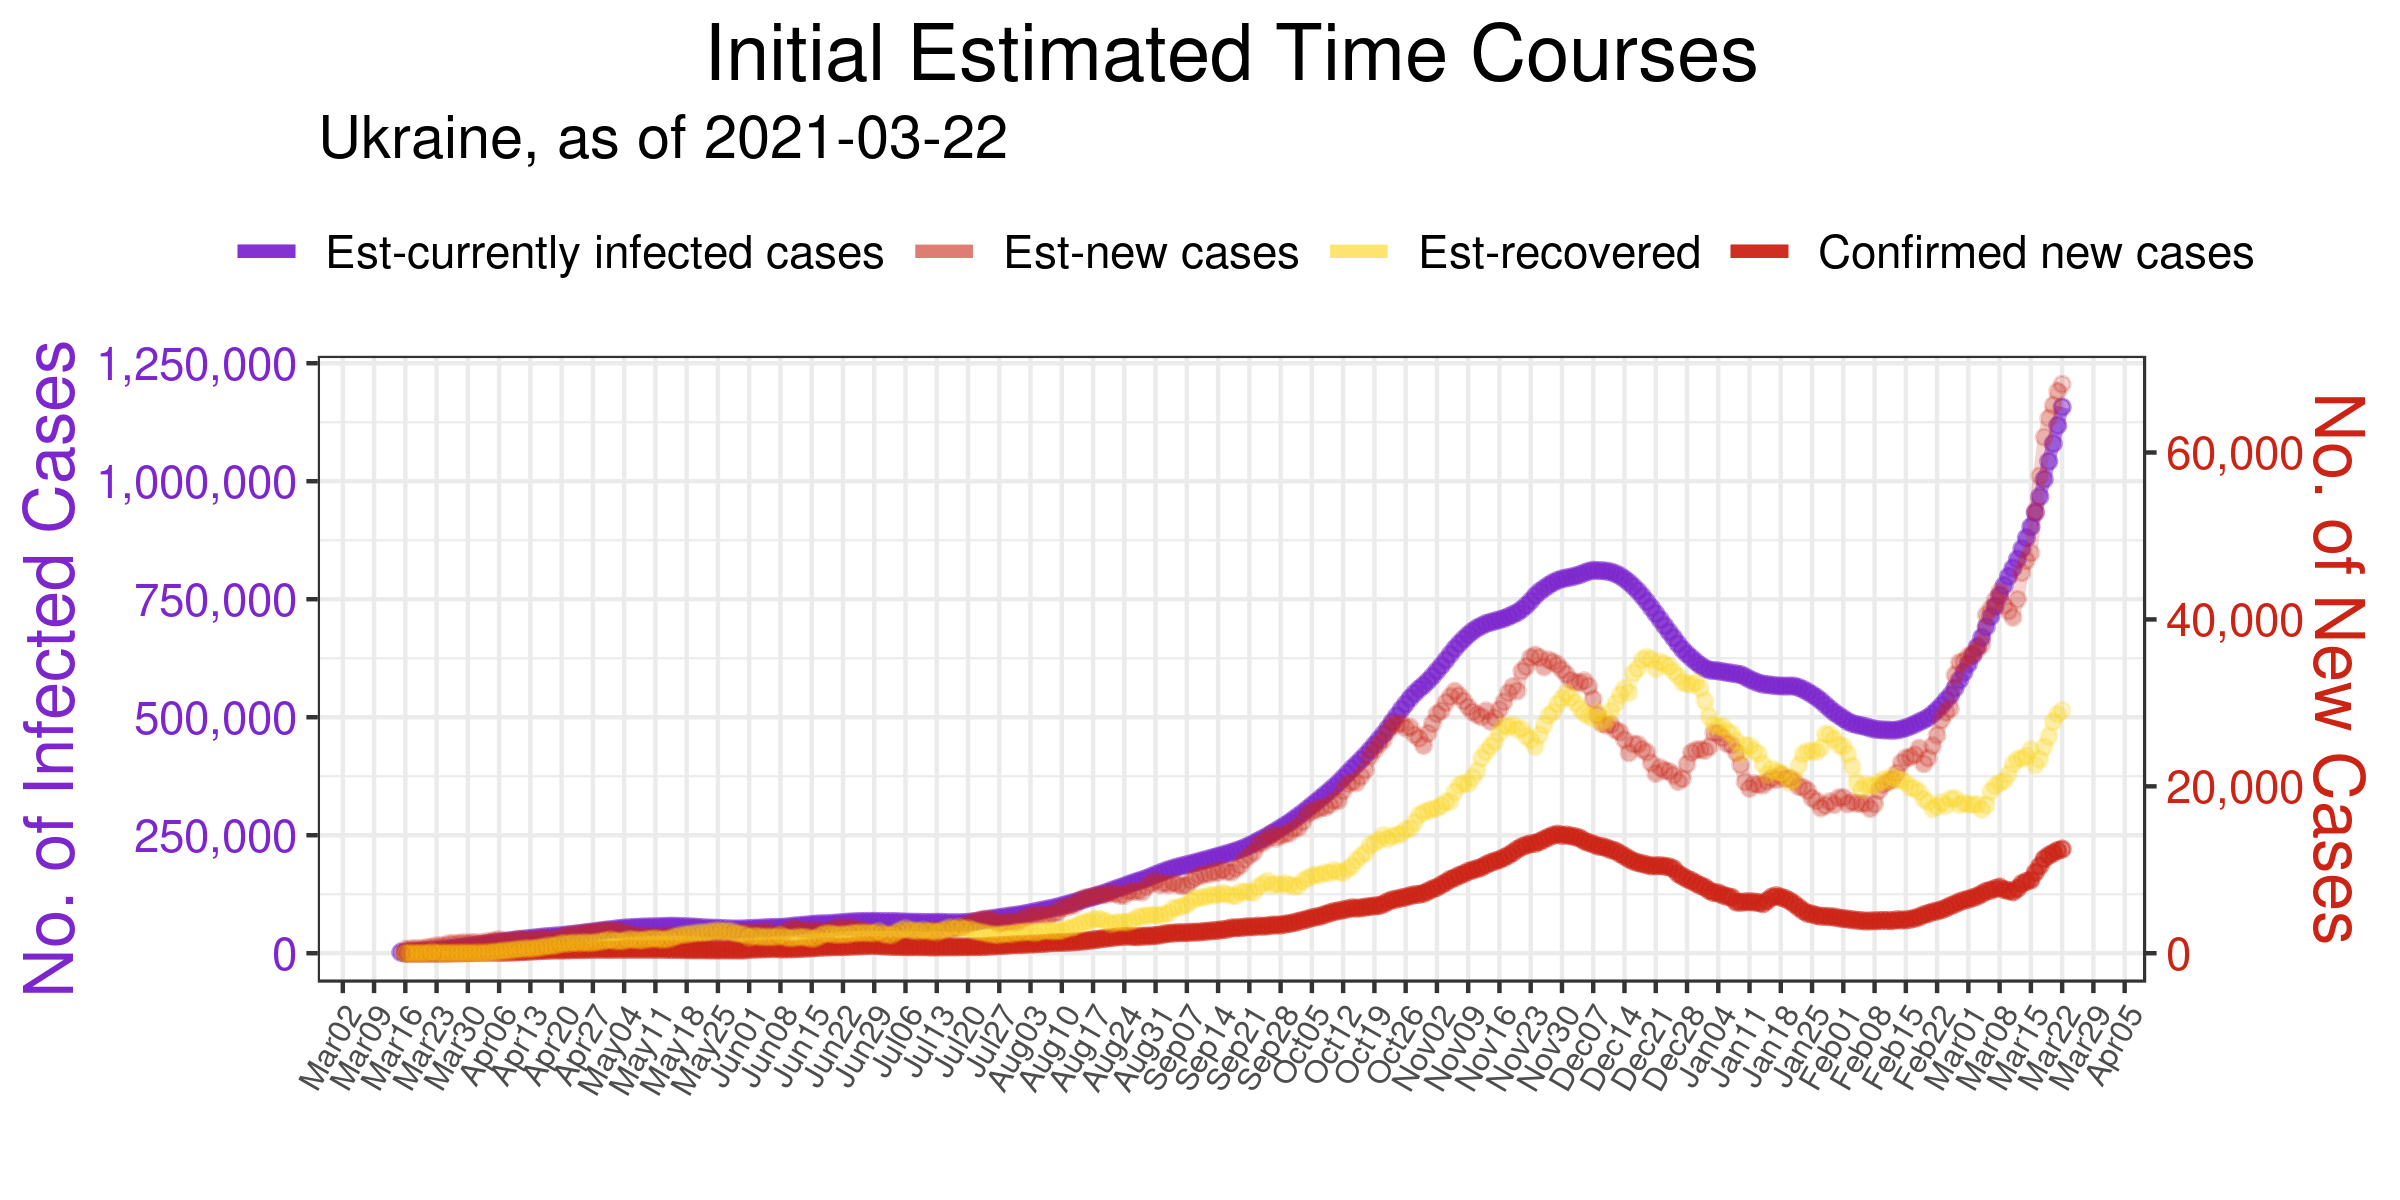 Initial Estimated Time Courses
Ukraine, as of 2021-03-22
Est-currently infected cases Est-new cases Est-recovered Confirmed new cases
No. of Infected Cases
1,250,000
1,000,000
750,000
500,000
250,000
0
60,000
40,000
20,000
0
No. of New Cases
Mar02 Mar09 Mar16 Mar23 Mar30 Apr06 Apr13 Apr20 Apr27 May04 May11 May18 May25 Jun01 Jun08 Jun15 Jun22 Jun29 Jul06 Jul13 Jul20 Jul27 Aug03 Aug10 Aug17 Aug24 Aug31 Sep07 Sep14 Sep21 Sep28 Oct05 Oct12 Oct19 Oct26 Nov02 Nov09 Nov16 Nov23 Nov30 Dec07 Dec14 Dec21 Dec28 Jan04 Jan11 Jan18 Jan25 Feb01 Feb08 Feb15 Feb22 Mar01 Mar08 Mar15 Mar22 Mar29 Apr05